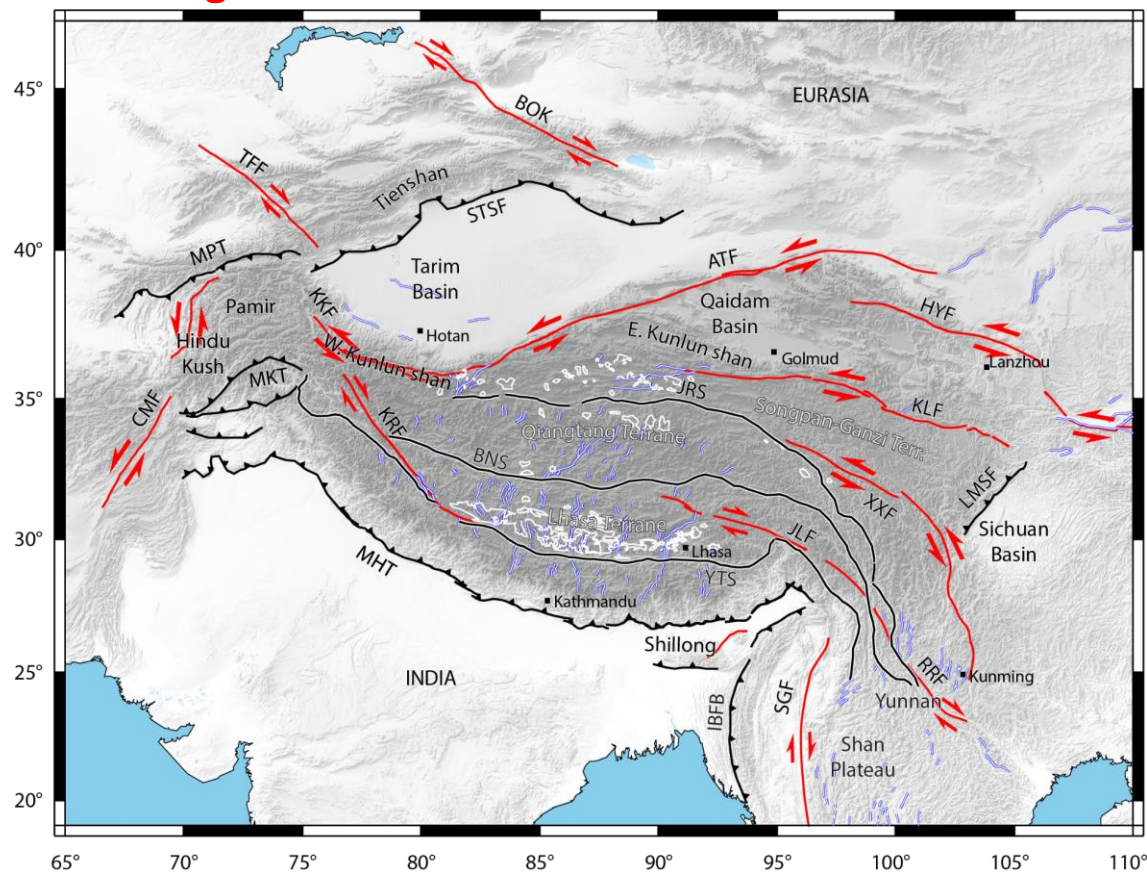 45°
40°
35°
30°
25°
20°
65°
70°
75°
80°
85°
90°
95°
100°
105°
110°
BOK
EURASIA
TFF
Tienshan
STSF
MPT
ATF
Tarim
Basin
Pamir
KKF
Qaidam
Basin
HYF
Hotan
Hindu
Kush
W. Kunlun shan
E. Kunlun shan
Golmud
Lanzhou
MKT
JRS
CMF
KRF
Qiangtang Terrane
Songpan-Ganzi Terr.
KLF
BNS
XXF
LMSF
Lhasa Terrane
Sichuan
Basin
JLF
Lhasa
MHT
YTS
Kathmandu
Shillong
INDIA
IBFB
SGF
RRF
Kunming
Yunnan
Shan
Plateau